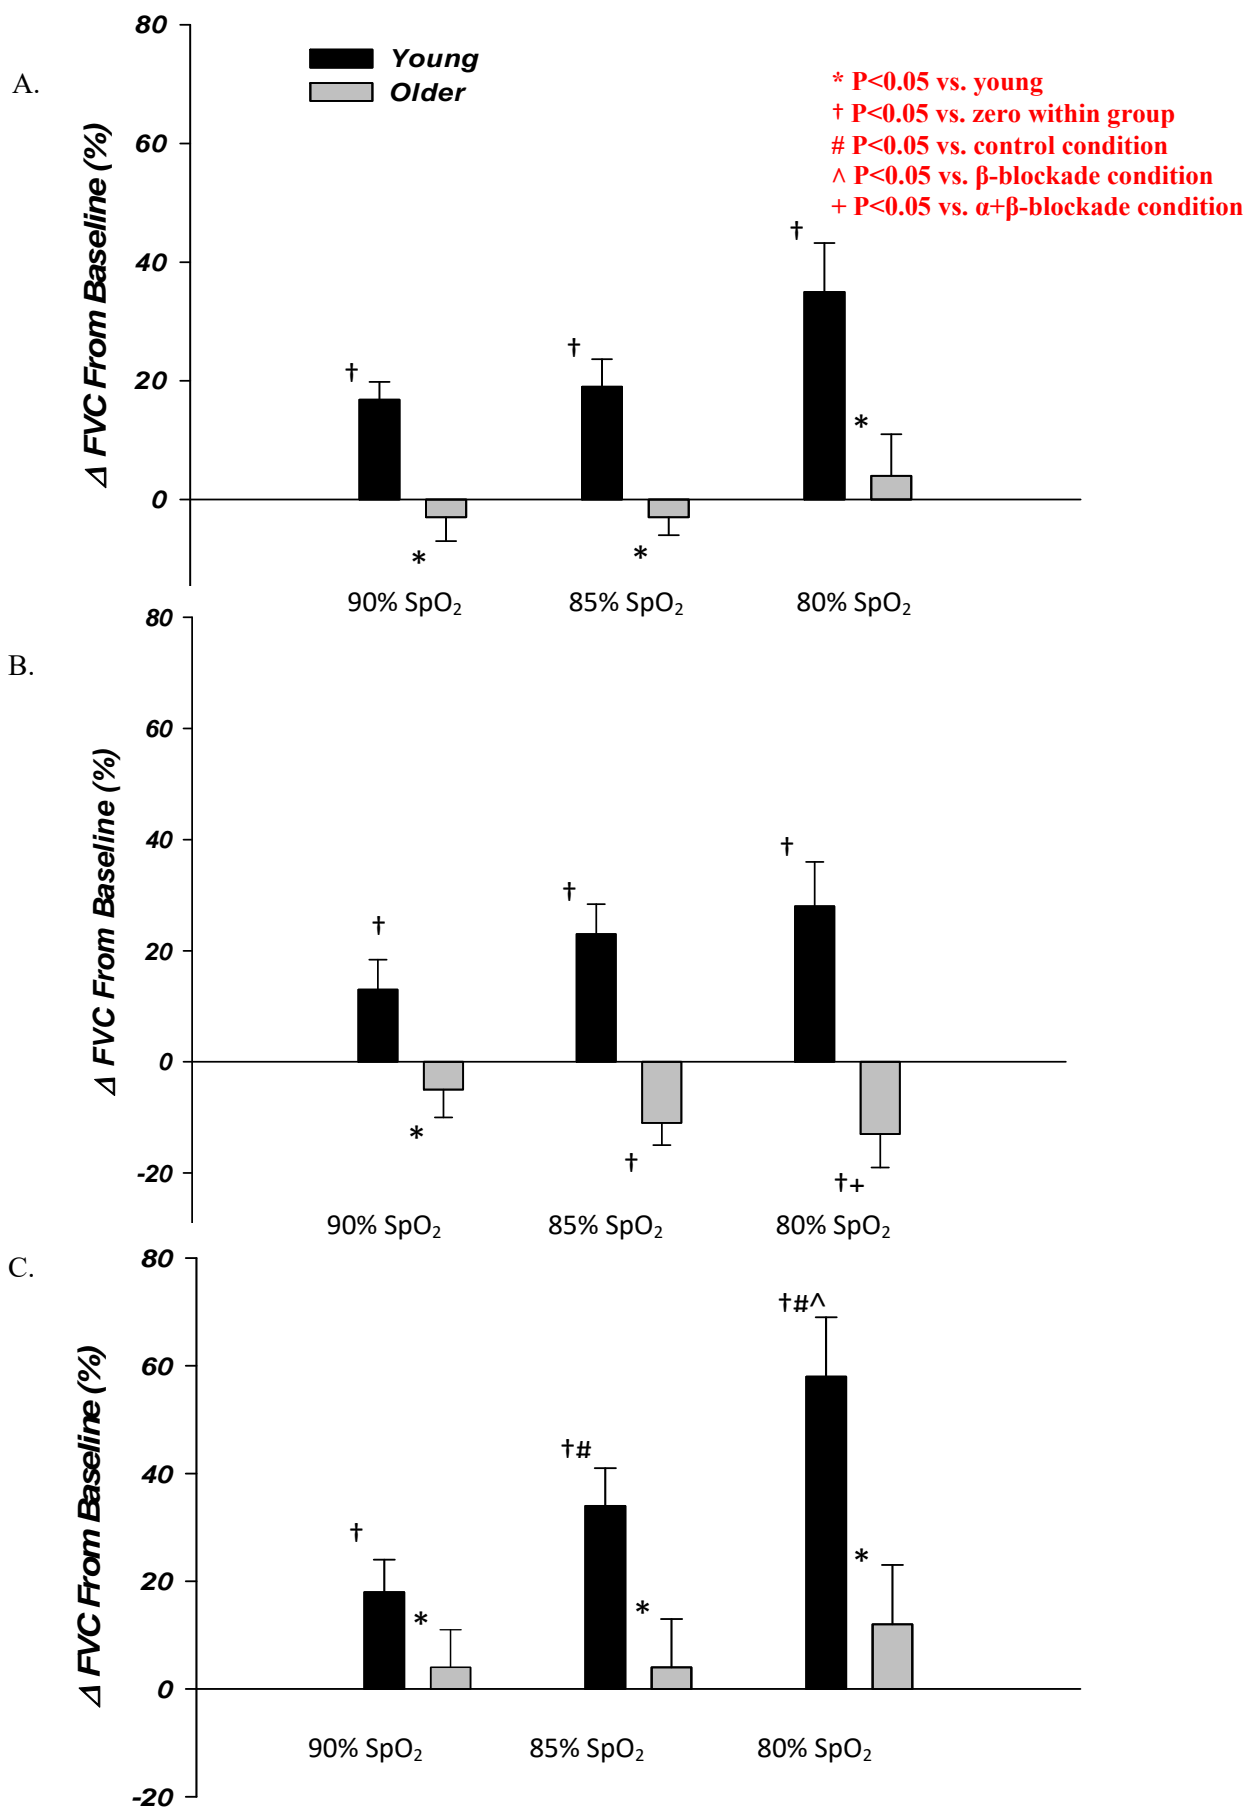 A.
Δ FVC From Baseline (%)
80
60
40
20
0
Young
Older
* P<0.05 vs. young
† P<0.05 vs. zero within group
# P<0.05 vs. control condition
^ P<0.05 vs. β-blockade condition
+ P<0.05 vs. α+β-blockade condition
†
†
†
*
*
*
90% SpO₂ 85% SpO₂ 80% SpO₂
B.
Δ FVC From Baseline (%)
80
60
40
20
0
-20
†
†
†
*
†
†+
90% SpO₂ 85% SpO₂ 80% SpO₂
C.
Δ FVC From Baseline (%)
80
60
40
20
0
-20
†
†#
†#^
*
*
*
90% SpO₂ 85% SpO₂ 80% SpO₂